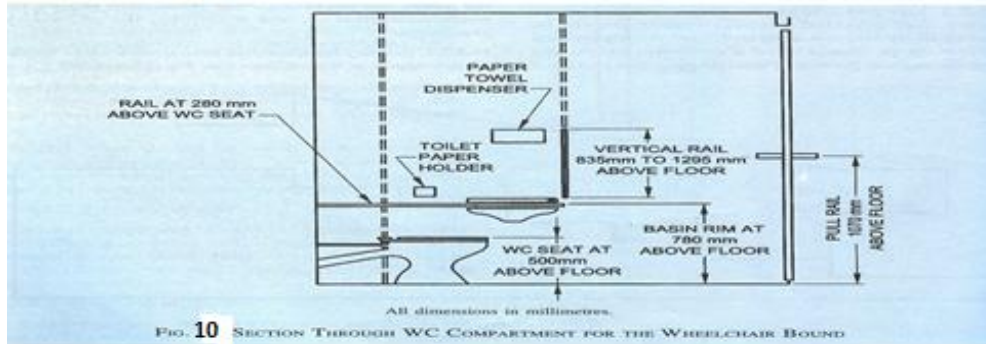 PAPER
TOWEL
DISPENSER
RAIL AT 280 mm
ABOVE WC SEAT
TOILET
PAPER
HOLDER
VERTICAL RAIL
835mm TO 1295 mm
ABOVE FLOOR
PULL RAIL
1070 mm
ABOVE FLOOR
BASIN RIM AT
780 mm
ABOVE FLOOR
WC SEAT AT
500mm
ABOVE FLOOR
All dimensions in millimetres.
FIG. 10 SECTION THROUGH WC COMPARTMENT FOR THE WHEELCHAIR BOUND